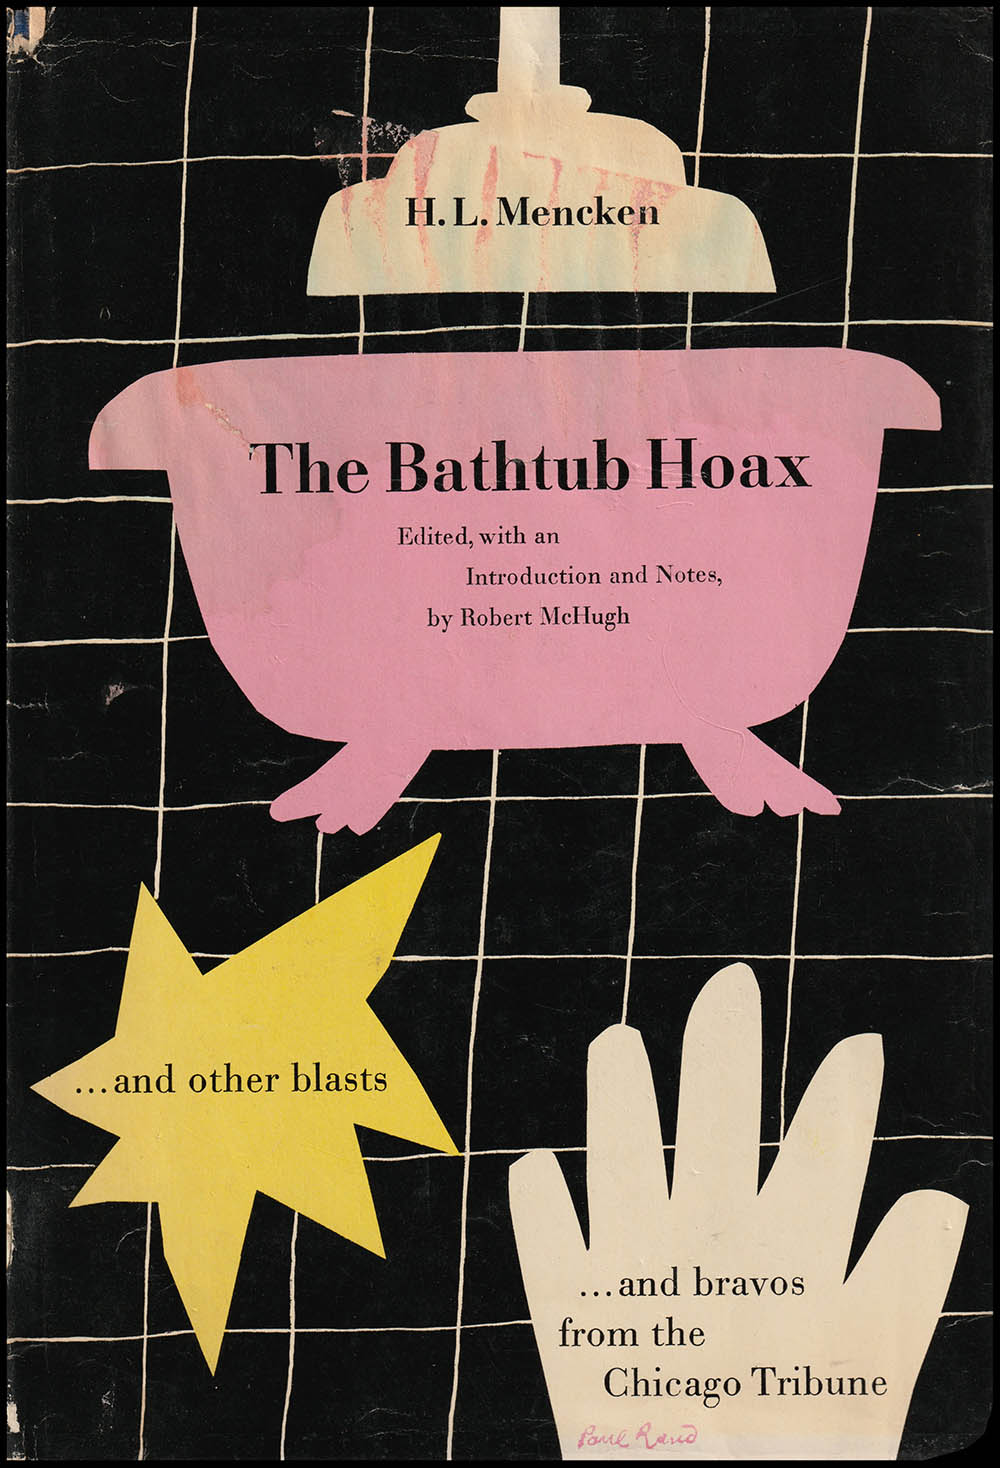 H. L. Mencken
The Bathtub Hoax
Edited, with an
Introduction and Notes,
by Robert McHugh
...and other blasts
...and bravos
from the
Chicago Tribune
Paul Rand